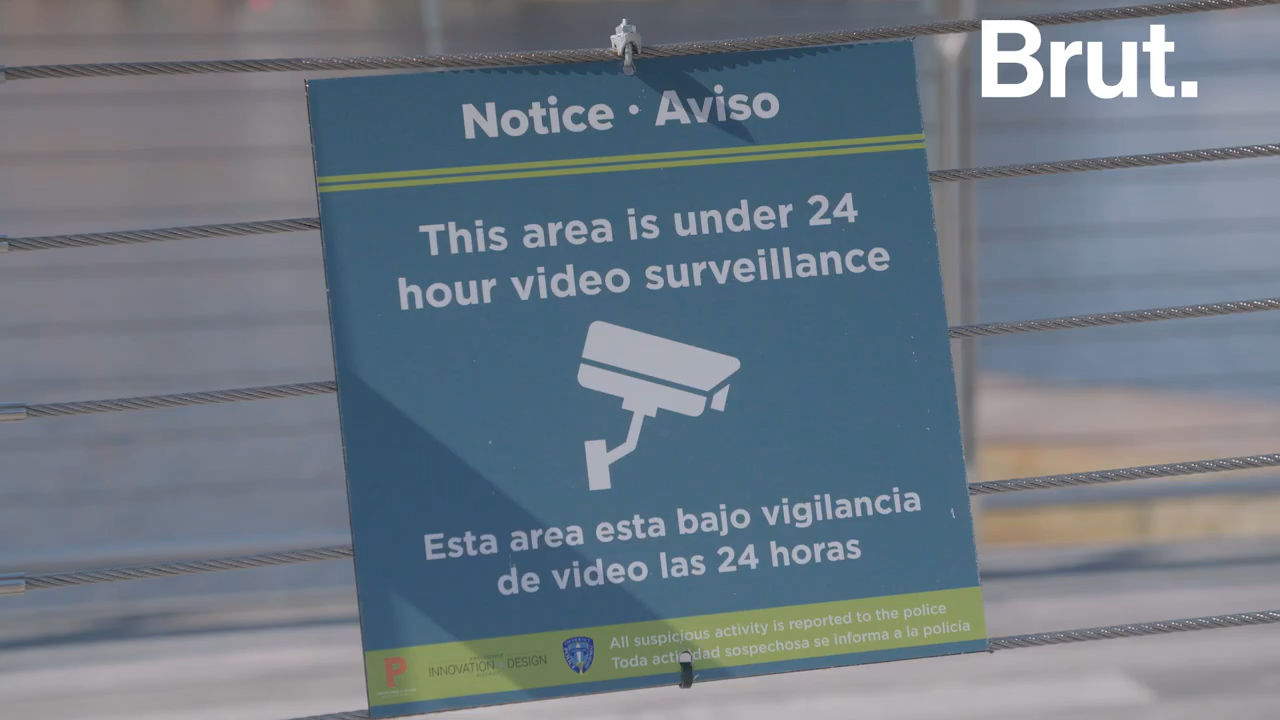 Brut.
Notice · Aviso
This area is under 24
hour video surveillance
Esta area esta bajo vigilancia
de video las 24 horas
All suspicious activity is reported to the police
Toda actividad sospechosa se informa a la policía
P
INNOVATION DESIGN